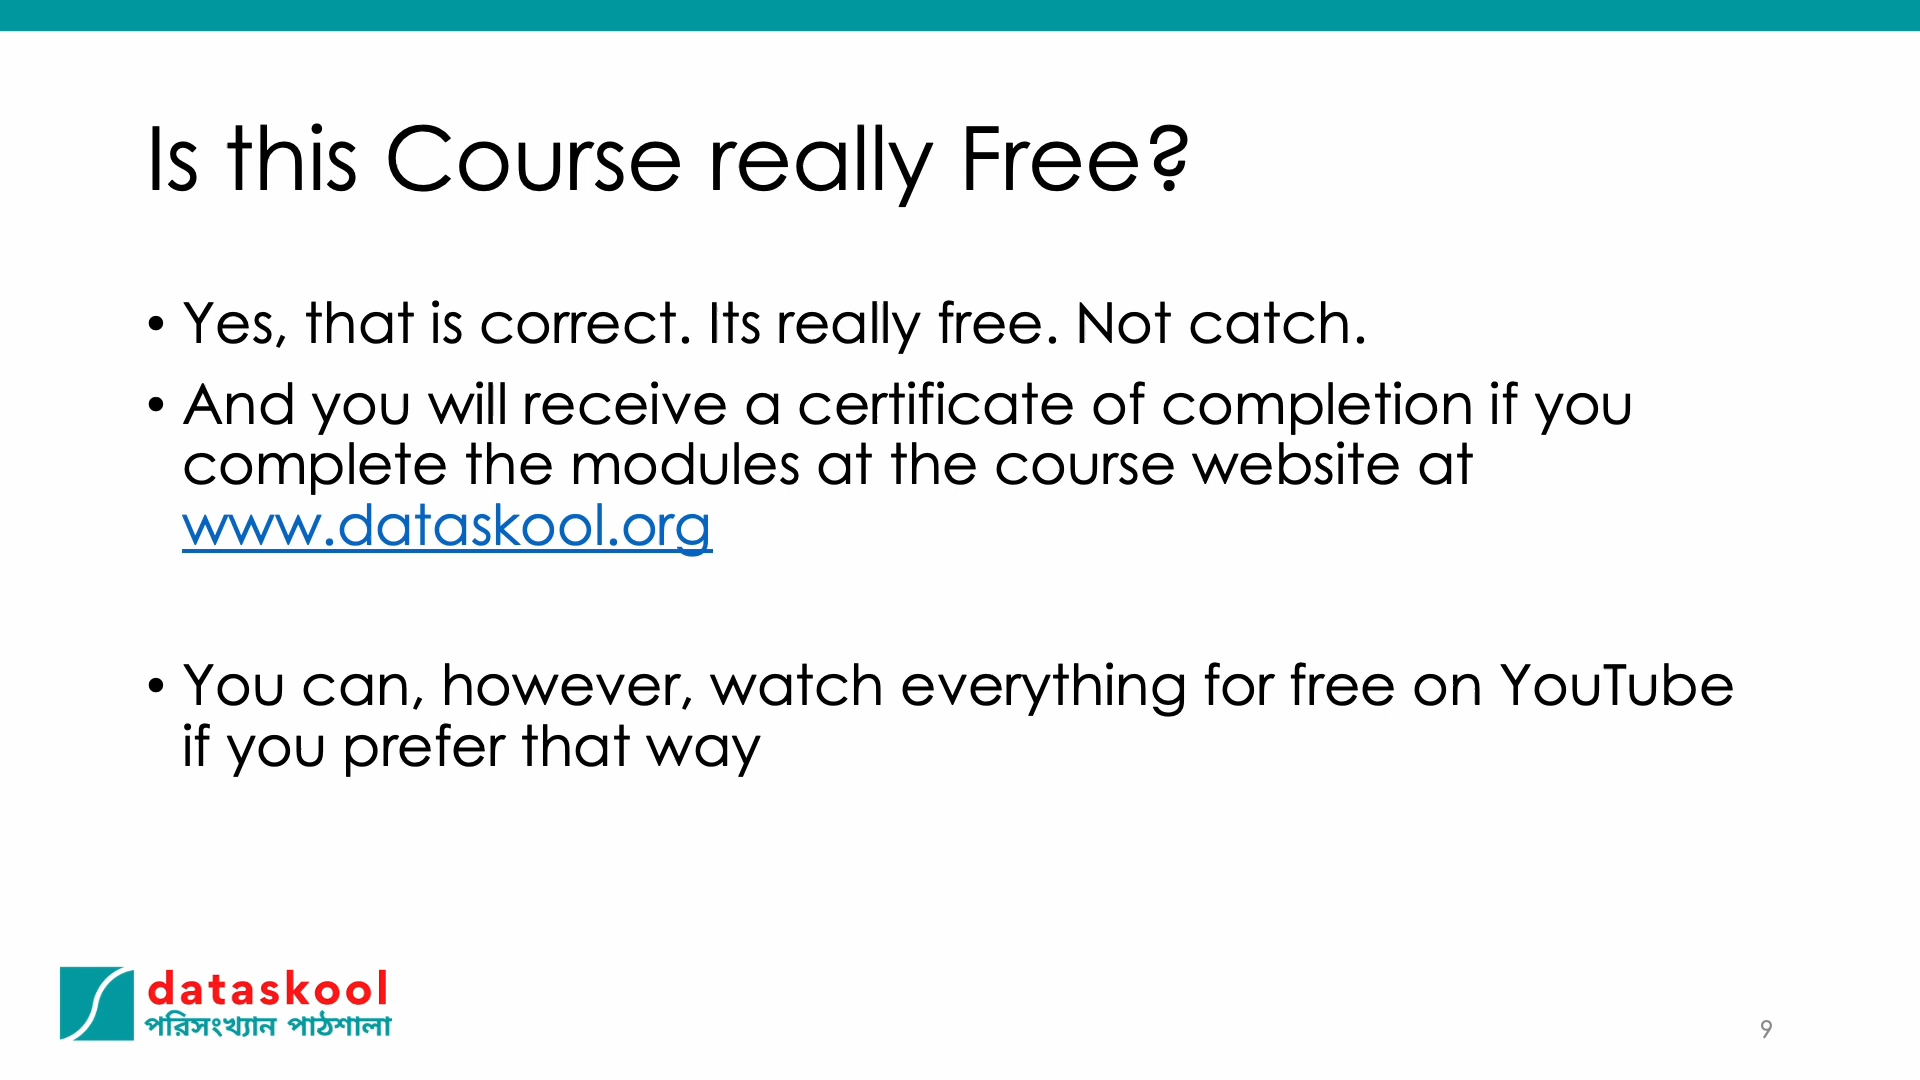 Is this Course really Free?
• Yes, that is correct. Its really free. Not catch.
• And you will receive a certificate of completion if you
complete the modules at the course website at
www.dataskool.org
• You can, however, watch everything for free on YouTube
if you prefer that way
dataskool
পরিসংখ্যান পাঠশালা
9